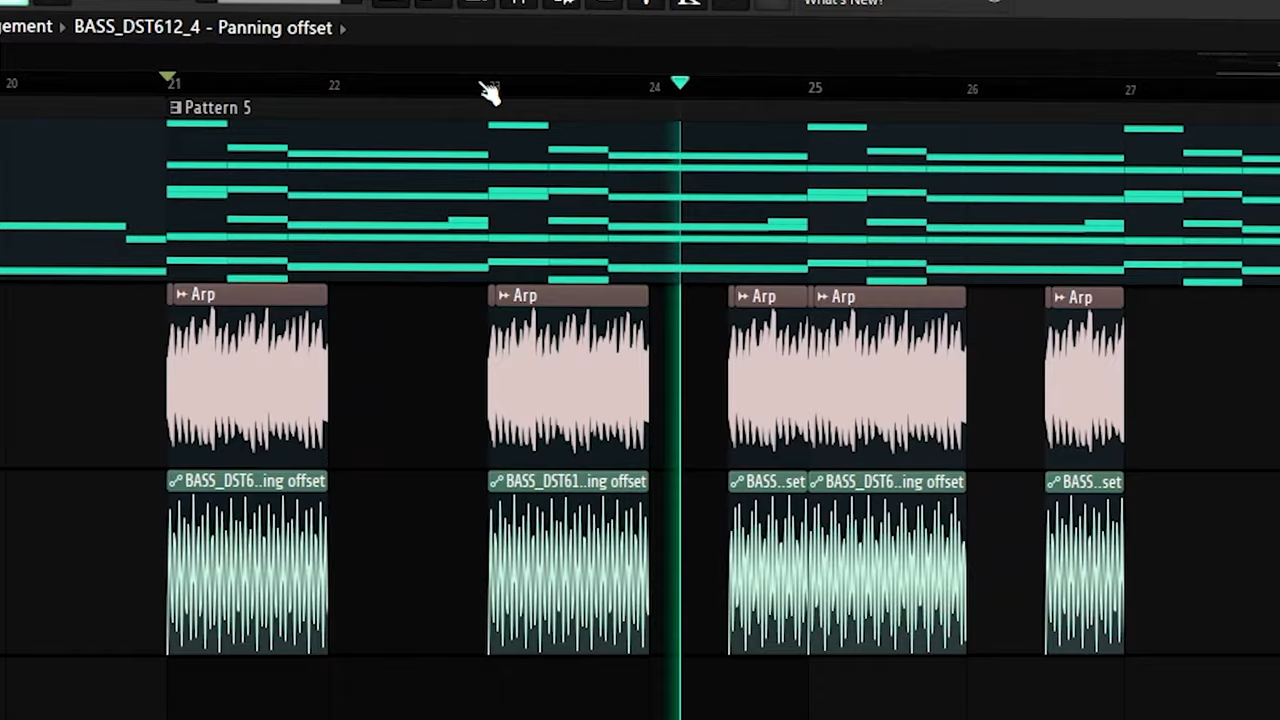 What's New?
gement › BASS_DST612_4 - Panning offset ›
20 21 22 24 25 26 27
Pattern 5
Arp Arp Arp Arp Arp
BASS_DST6..ing offset BASS_DST61..ing offset BASS..set BASS_DST6..ing offset BASS..set